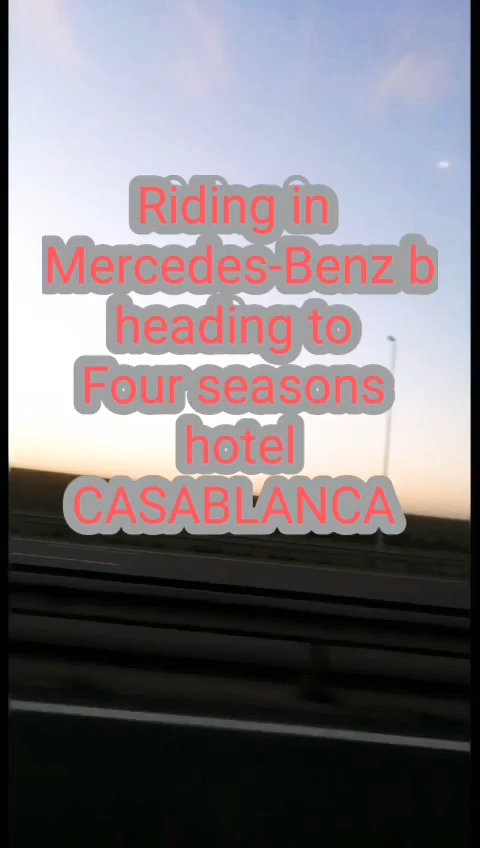 Riding in
Mercedes-Benz b
heading to
Four seasons
hotel
CASABLANCA